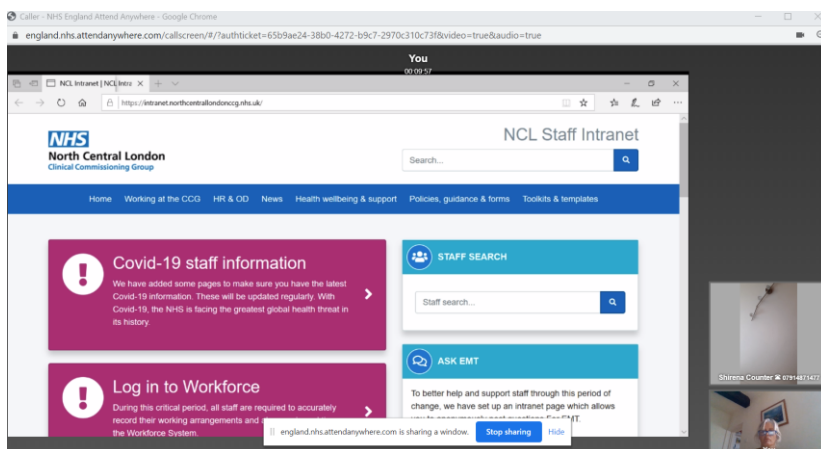 Caller - NHS England Attend Anywhere - Google Chrome
england.nhs.attendanywhere.com/callscreen/#/?authticket=65b9ae24-38b0-4272-b9c7-2970c310c73f&video=true&audio=true
You
00:09:57
NCL Intranet | NCL Intra
https://intranet.northcentrallondonccg.nhs.uk/
NHS
North Central London
Clinical Commissioning Group
NCL Staff Intranet
Search...
Home Working at the CCG HR & OD News Health wellbeing & support Policies, guidance & forms Toolkits & templates
Covid-19 staff information
We have added some pages to make sure you have the latest
Covid-19 information. These will be updated regularly. With
Covid-19, the NHS is facing the greatest global health threat in
its history.
STAFF SEARCH
Staff search...
ASK EMT
To better help and support staff through this period of
change, we have set up an intranet page which allows
Log in to Workforce
During this critical period, all staff are required to accurately
record their working arrangements and
the Workforce System.
england.nhs.attendanywhere.com is sharing a window.
Stop sharing
Hide
Shirena Counter 07914871477